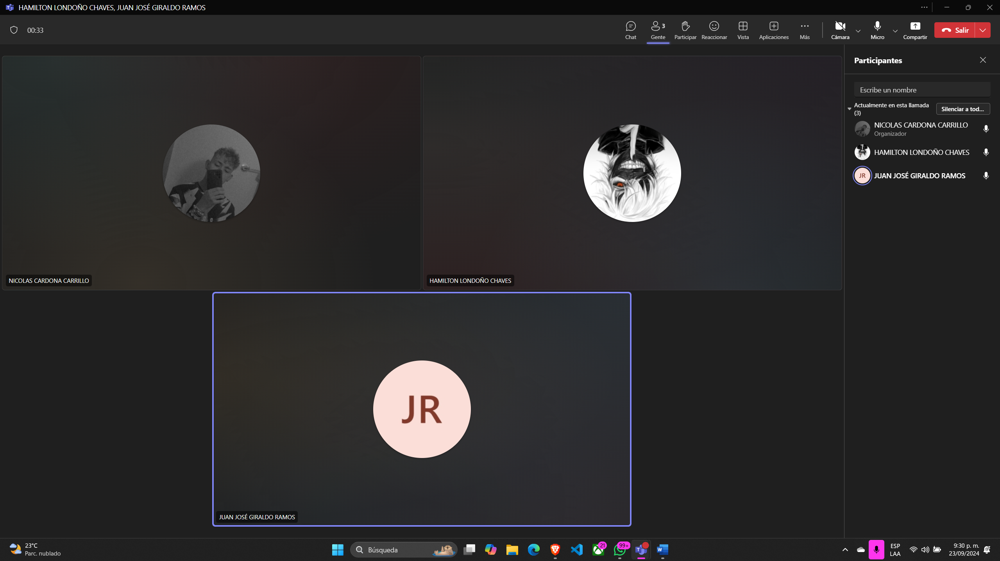 HAMILTON LONDOÑO CHAVES, JUAN JOSÉ GIRALDO RAMOS
00:33
Chat
Gente
3
Participar
Reaccionar
Vista
Aplicaciones
Más
Cámara
Micro
Compartir
Salir
NICOLAS CARDONA CARRILLO
HAMILTON LONDOÑO CHAVES
JR
JUAN JOSÉ GIRALDO RAMOS
Participantes
Escribe un nombre
Actualmente en esta llamada
(3)
Silenciar a tod...
NICOLAS CARDONA CARRILLO
Organizador
HAMILTON LONDOÑO CHAVES
JR
JUAN JOSÉ GIRALDO RAMOS
23°C
Parc. nublado
Búsqueda
21
99+
ESP
LAA
9:30 p. m.
23/09/2024